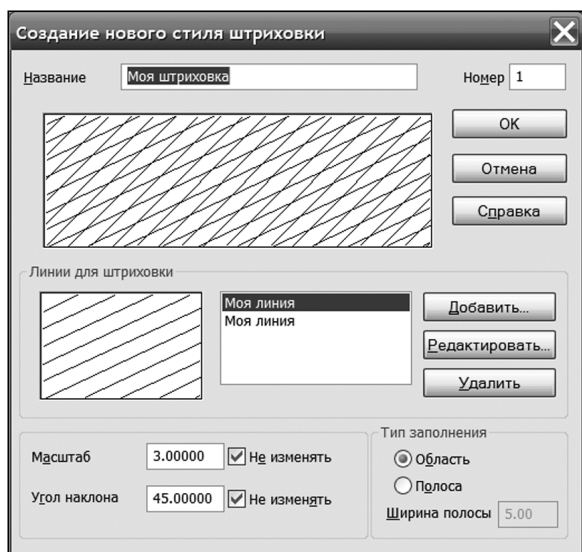 Создание нового стиля штриховки
Название Моя штриховка Номер 1
OK
Отмена
Справка
Линии для штриховки
Моя линия
Моя линия
Добавить...
Редактировать...
Удалить
Масштаб 3.00000 Не изменять
Угол наклона 45.00000 Не изменять
Тип заполнения
Область
Полоса
Ширина полосы 5.00